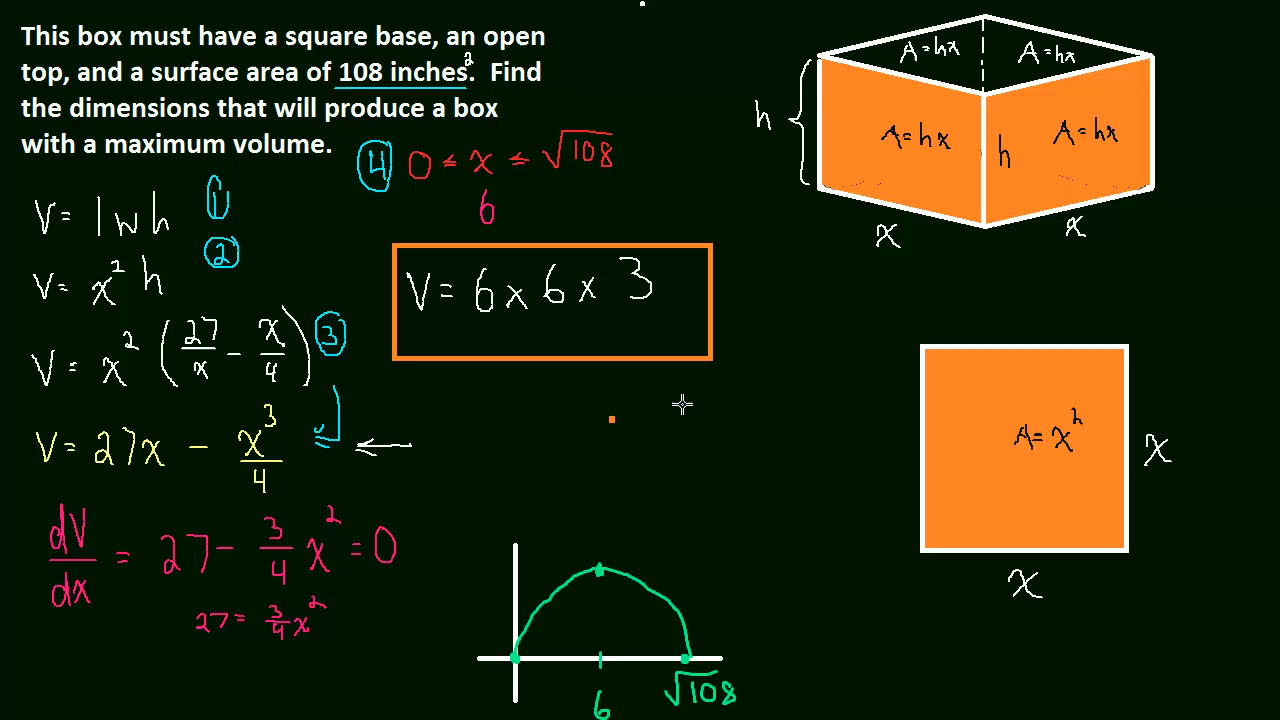 This box must have a square base, an open
top, and a surface area of 108 inches². Find
the dimensions that will produce a box
with a maximum volume.
④ 0 ≤ x ≤ √108
6
V = l w h ①
②
V = x² h
V = x² (27/x - x/4) ③
V = 27x - x³/4
dV/dx = 27 - 3/4 x² = 0
27 = 3/4 x²
V = 6 x 6 x 3
A = hx
A = hx
h
A = hx
h
A = hx
x
x
A = x²
x
x
6
√108